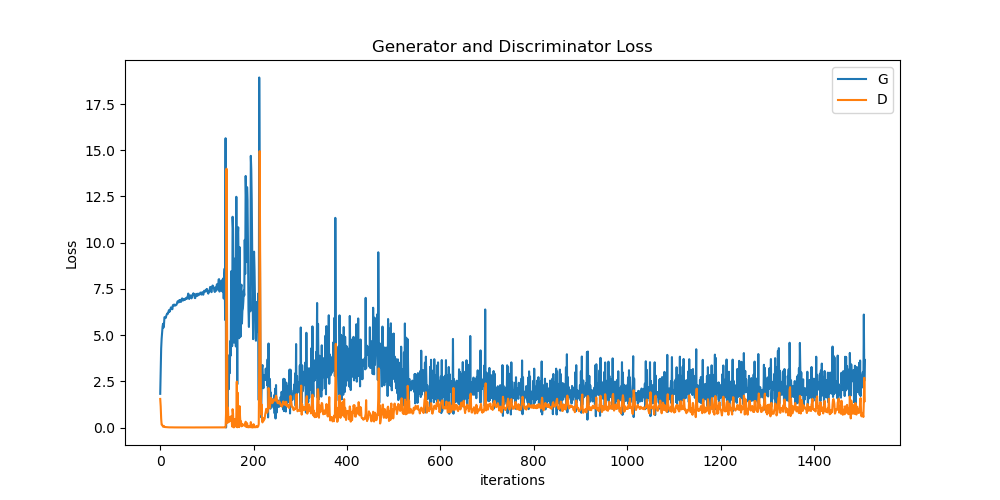 Generator and Discriminator Loss
G
D
17.5
15.0
12.5
10.0
7.5
5.0
2.5
0.0
Loss
0 200 400 600 800 1000 1200 1400
iterations